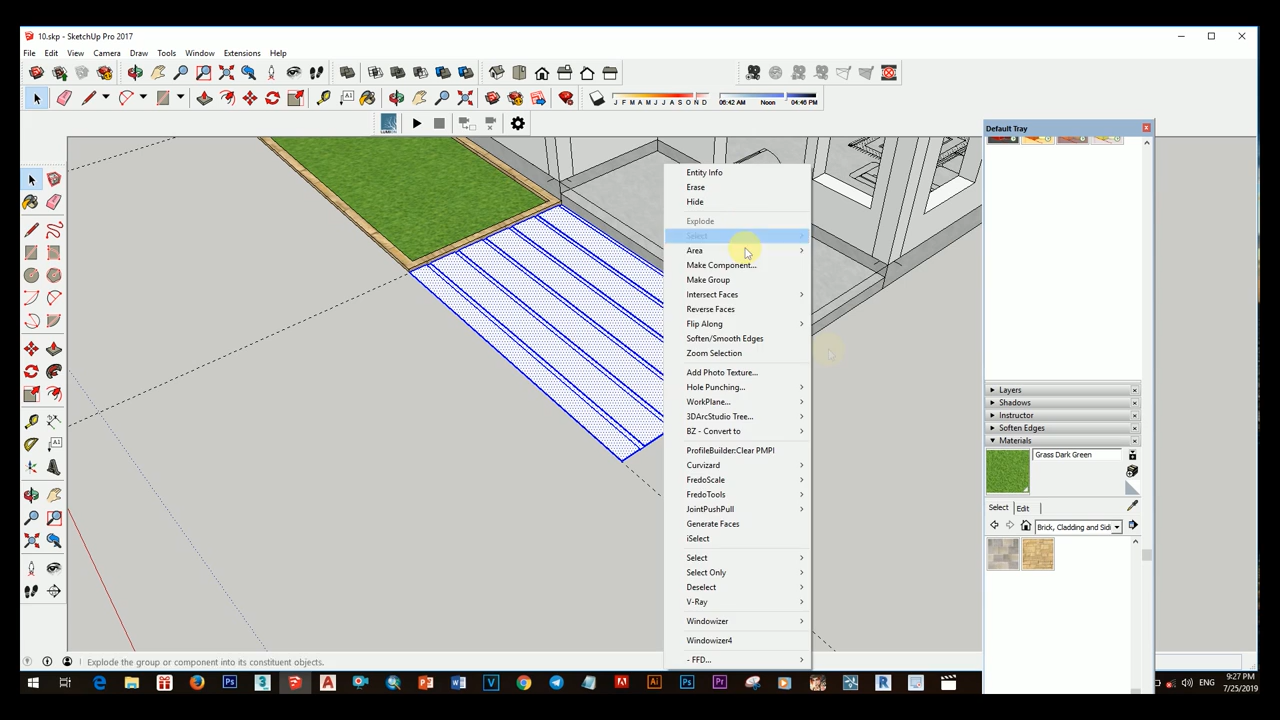 10.skp - SketchUp Pro 2017
File Edit View Camera Draw Tools Window Extensions Help
J F M A M J J A S O N D 06:42 AM Noon 04:46 PM
LUMION
Default Tray
Entity Info
Erase
Hide
Explode
Select
Area
Make Component...
Make Group
Intersect Faces
Reverse Faces
Flip Along
Soften/Smooth Edges
Zoom Selection
Add Photo Texture...
Hole Punching...
WorkPlane...
3DArcStudio Tree...
BZ - Convert to
ProfileBuilder:Clear PMPI
Curvizard
FredoScale
FredoTools
JointPushPull
Generate Faces
iSelect
Select
Select Only
Deselect
V-Ray
Windowizer
Windowizer4
- FFD...
Layers
Shadows
Instructor
Soften Edges
Materials
Grass Dark Green
Select Edit
Brick, Cladding and Sidi
Explode the group or component into its constituent objects.
ENG
9:27 PM
7/25/2019